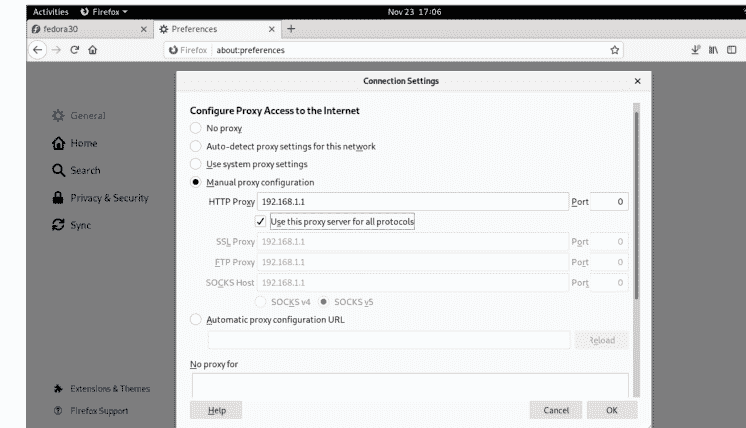 Activities Firefox Nov 23 17:06
fedora30 × Preferences × +
Firefox about:preferences
Connection Settings ×
General
Home
Search
Privacy & Security
Sync
Extensions & Themes
Firefox Support
Configure Proxy Access to the Internet
No proxy
Auto-detect proxy settings for this network
Use system proxy settings
Manual proxy configuration
HTTP Proxy 192.168.1.1 Port 0
Use this proxy server for all protocols
SSL Proxy 192.168.1.1 Port 0
FTP Proxy 192.168.1.1 Port 0
SOCKS Host 192.168.1.1 Port 0
SOCKS v4 SOCKS v5
Automatic proxy configuration URL
Reload
No proxy for
Help Cancel OK